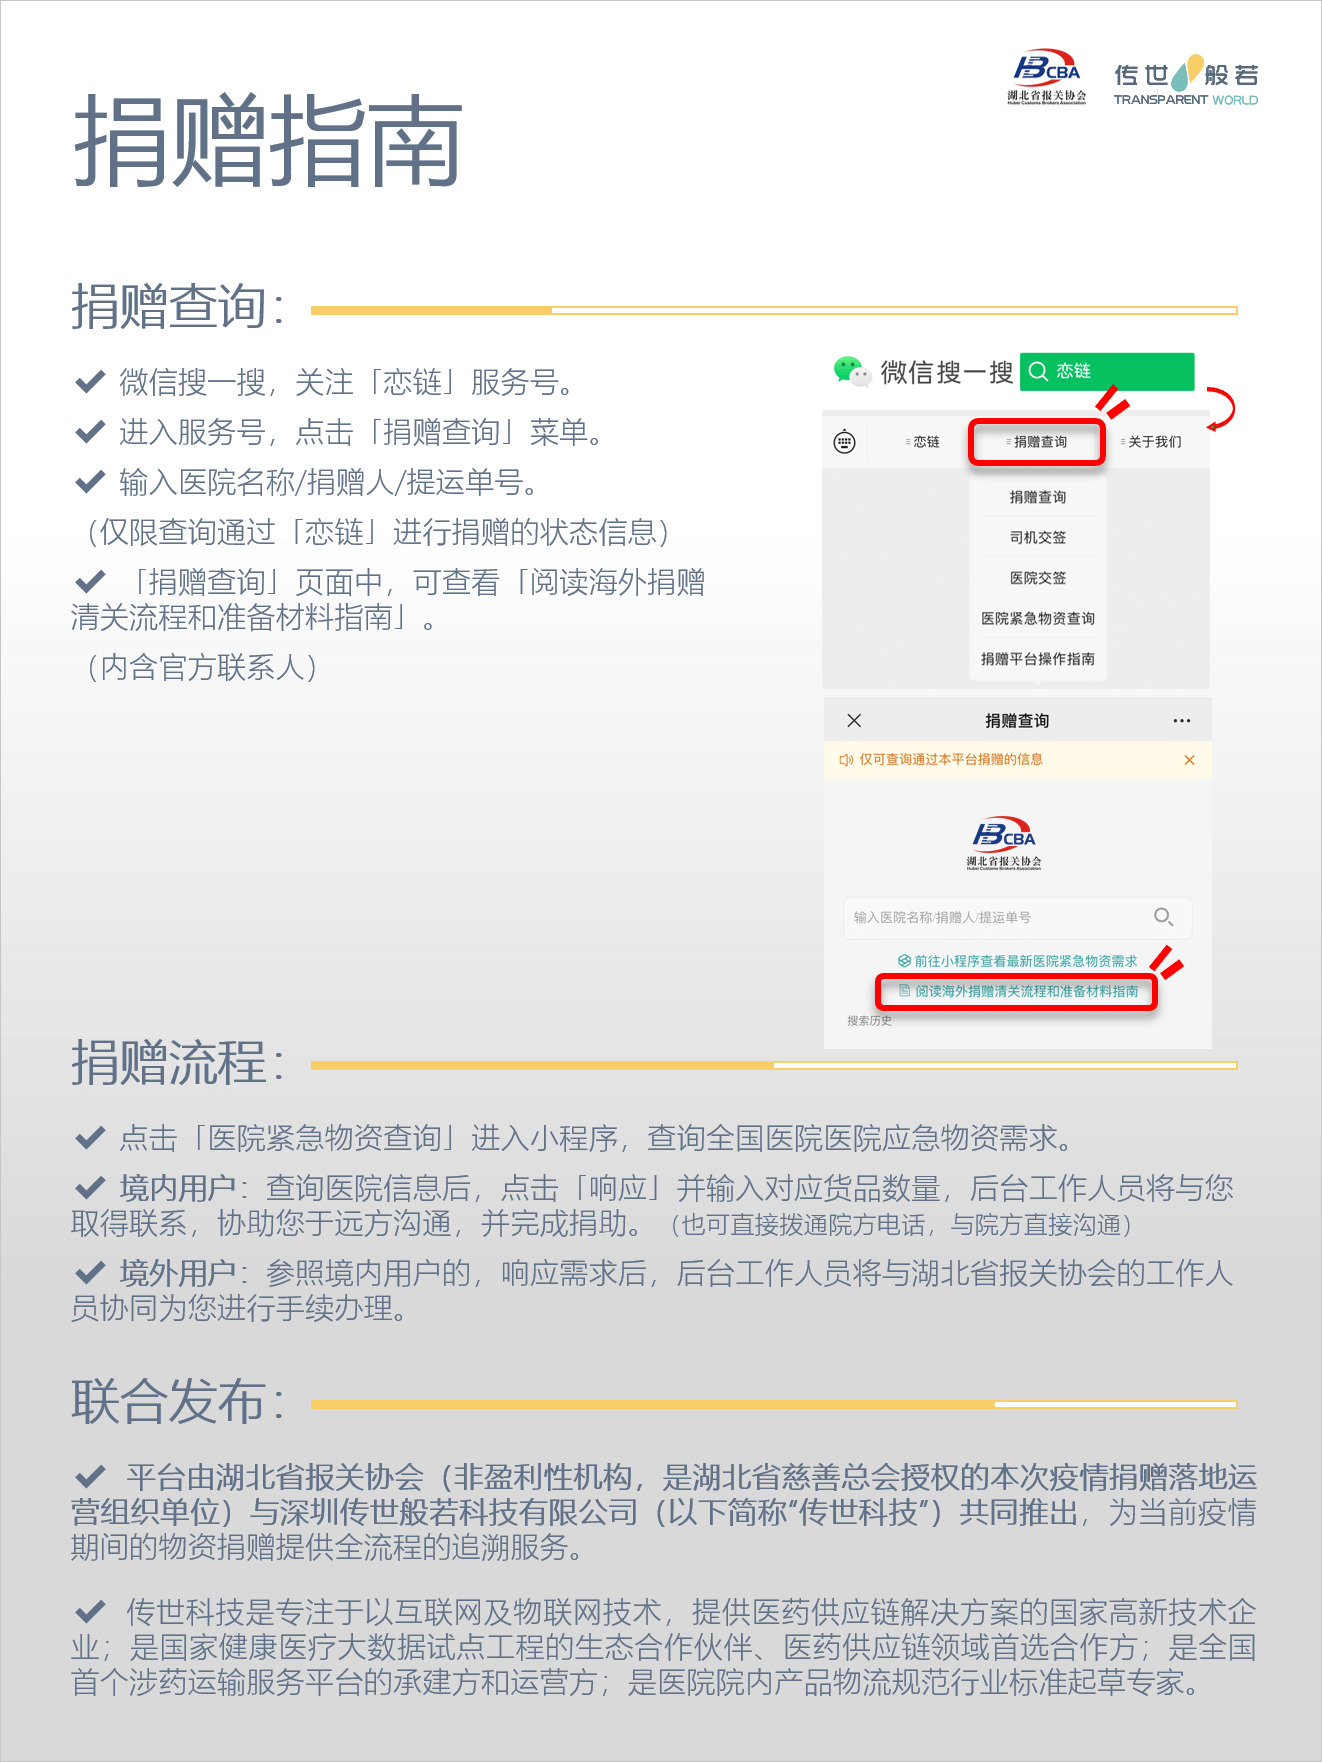 HBCBA
湖北省报关协会
Hubei Customs Brokers Association
传世般若
TRANSPARENT WORLD
捐赠指南
捐赠查询：
微信搜一搜，关注「恋链」服务号。
进入服务号，点击「捐赠查询」菜单。
输入医院名称/捐赠人/提运单号。
（仅限查询通过「恋链」进行捐赠的状态信息）
「捐赠查询」页面中，可查看「阅读海外捐赠
清关流程和准备材料指南」。
（内含官方联系人）
微信搜一搜 恋链
恋链 捐赠查询 关于我们
捐赠查询
司机交签
医院交签
医院紧急物资查询
捐赠平台操作指南
捐赠查询
仅可查询通过本平台捐赠的信息
HBCBA
湖北省报关协会
Hubei Customs Brokers Association
输入医院名称/捐赠人/提运单号
前往小程序查看最新医院紧急物资需求
阅读海外捐赠清关流程和准备材料指南
搜索历史
捐赠流程：
点击「医院紧急物资查询」进入小程序，查询全国医院医院应急物资需求。
境内用户：查询医院信息后，点击「响应」并输入对应货品数量，后台工作人员将与您
取得联系，协助您于远方沟通，并完成捐助。（也可直接拨通院方电话，与院方直接沟通）
境外用户：参照境内用户的，响应需求后，后台工作人员将与湖北省报关协会的工作人
员协同为您进行手续办理。
联合发布：
平台由湖北省报关协会（非盈利性机构，是湖北省慈善总会授权的本次疫情捐赠落地运
营组织单位）与深圳传世般若科技有限公司（以下简称“传世科技”）共同推出，为当前疫情
期间的物资捐赠提供全流程的追溯服务。
传世科技是专注于以互联网及物联网技术，提供医药供应链解决方案的国家高新技术企
业；是国家健康医疗大数据试点工程的生态合作伙伴、医药供应链领域首选合作方；是全国
首个涉药运输服务平台的承建方和运营方；是医院院内产品物流规范行业标准起草专家。